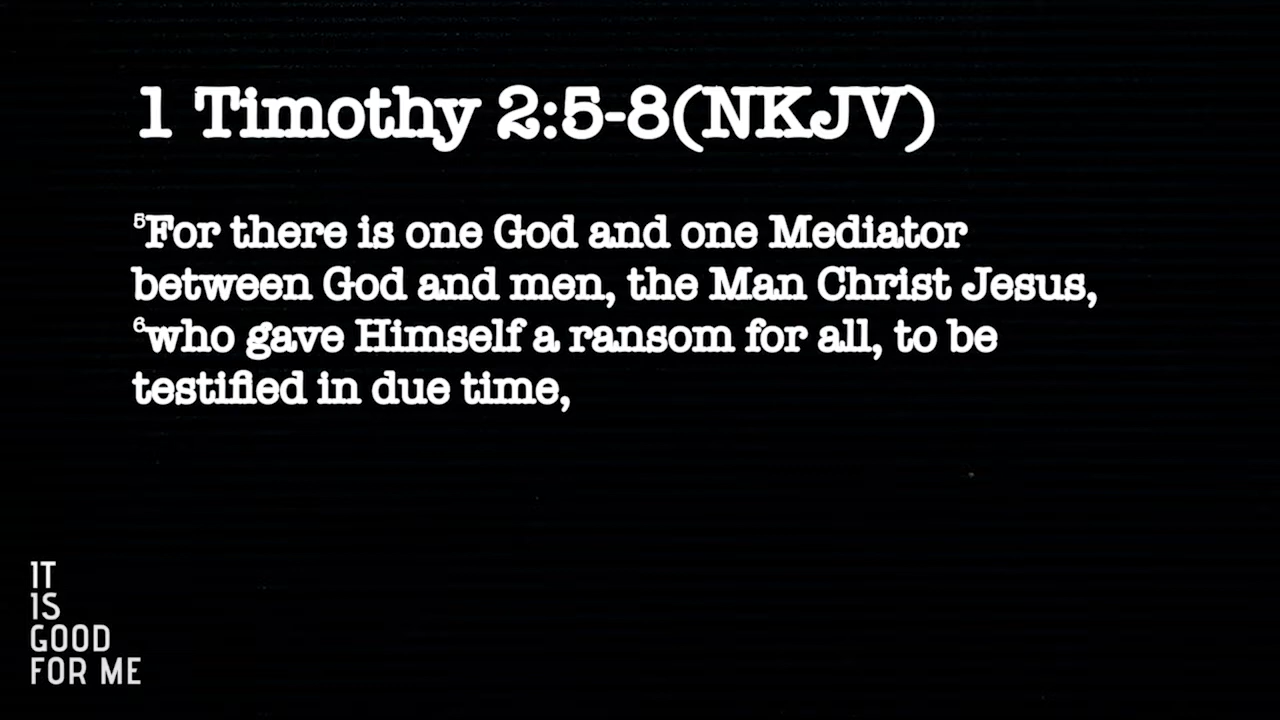 1 Timothy 2:5-8(NKJV)
⁵For there is one God and one Mediator
between God and men, the Man Christ Jesus,
⁶who gave Himself a ransom for all, to be
testified in due time,
IT
IS
GOOD
FOR ME